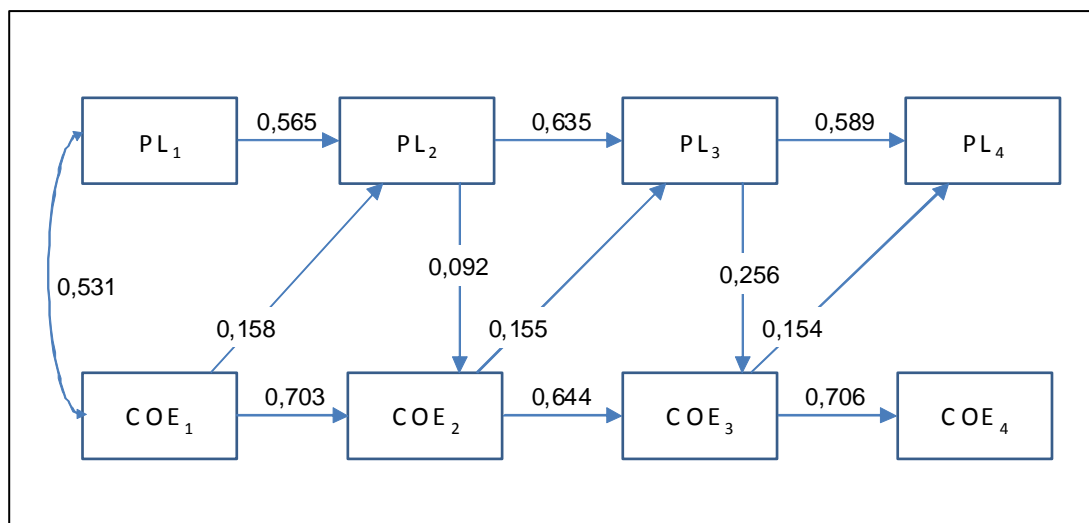 0,565
0,635
0,589
PL₁
PL₂
PL₃
PL₄
0,531
0,092
0,256
0,158
0,155
0,154
COE₁
0,703
COE₂
0,644
COE₃
0,706
COE₄